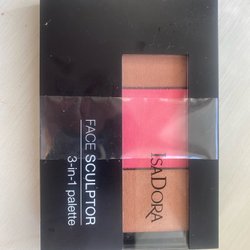 FACE SCULPTOR
3-in-1 palette
ISADORA